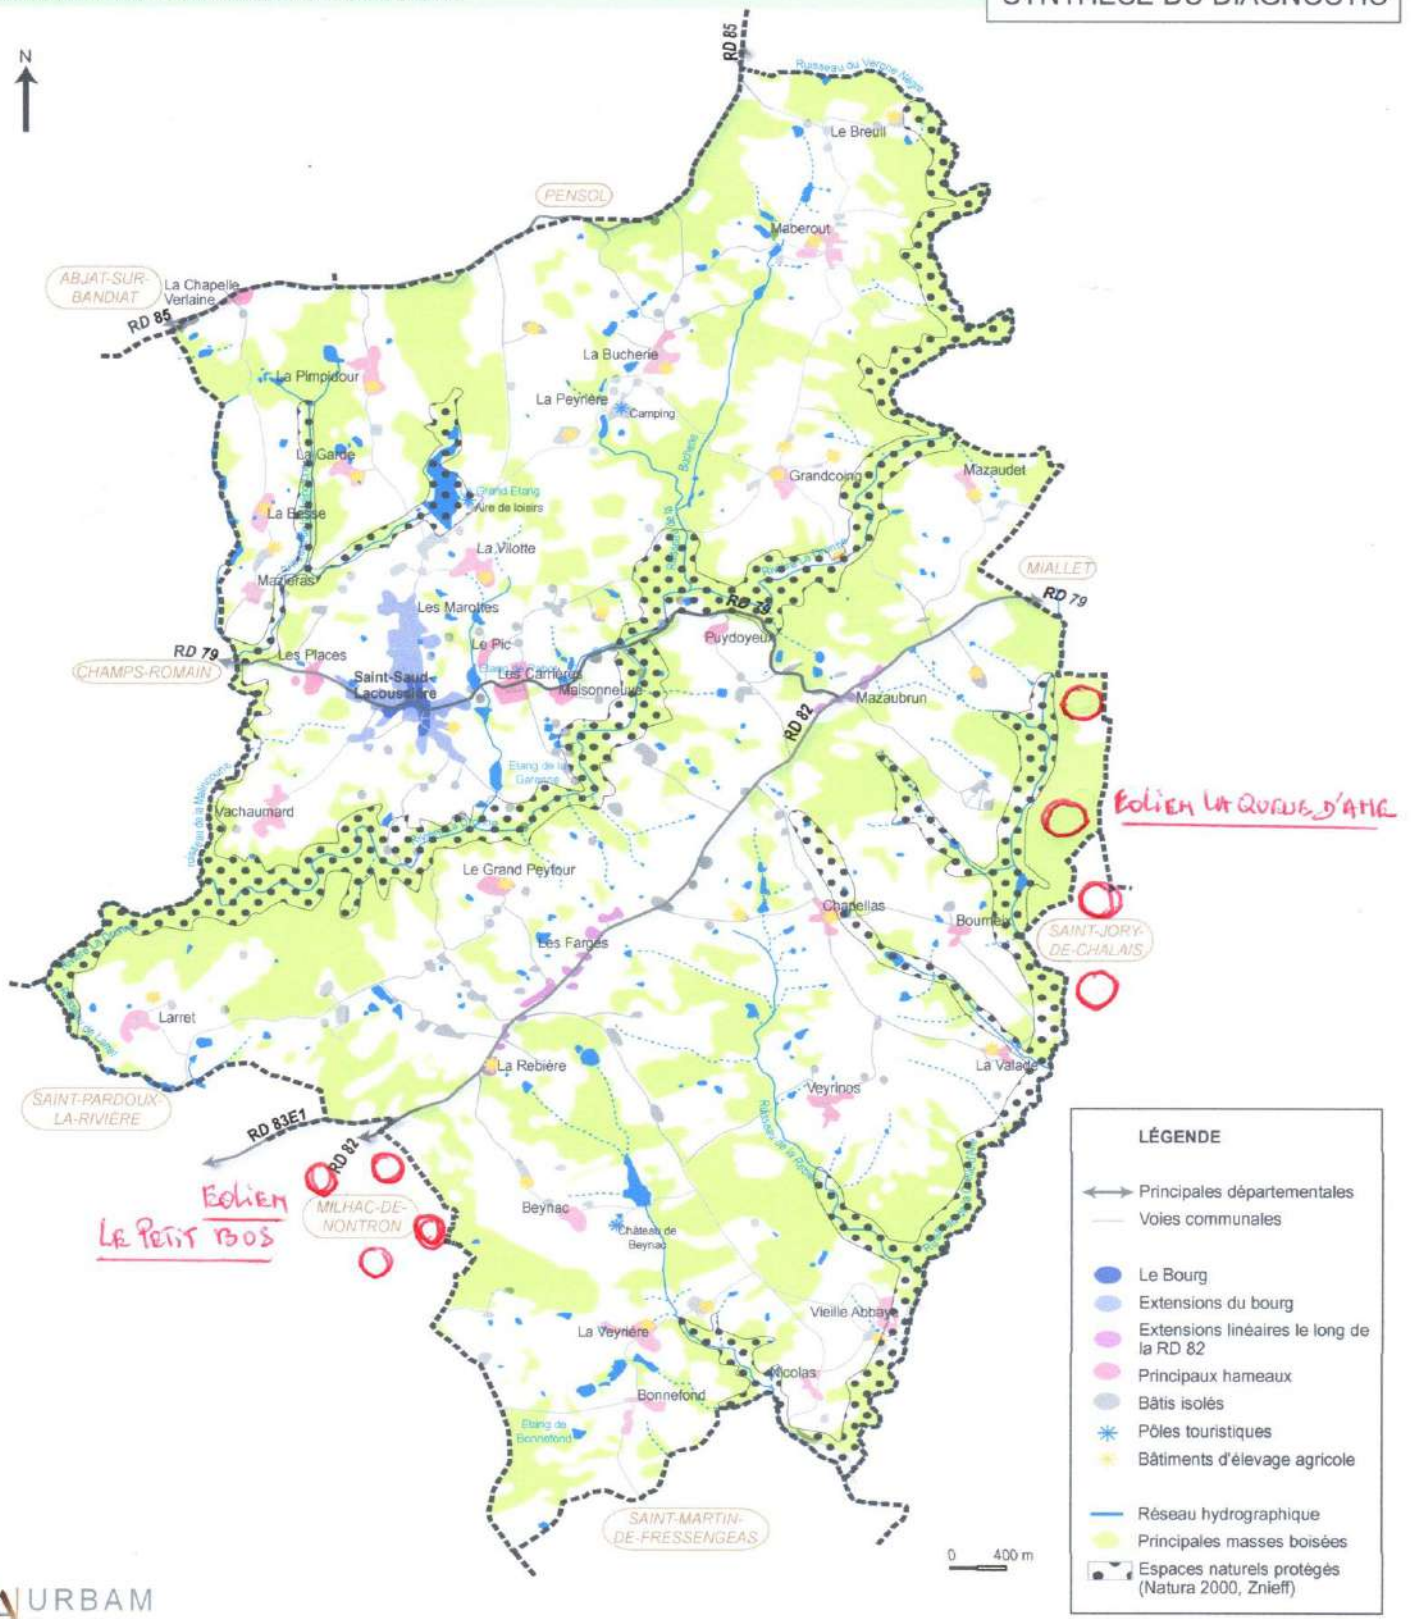 SYNTHÈSE DU DIAGNOSTIC
N
RD 85
Ruisseau du Vergne Nègre
Le Breuil
PENSOL
Maberout
ABJAT-SUR-
BANDIAT
La Chapelle
Verlaine
RD 85
La Bucherie
La Pimpidour
La Peyrière
Camping
Bucherie
La Garde
Grandcoing
Mazaudet
Grand Etang
Aire de loisirs
La Besse
Ruisseau de la
La Vilotte
MIALLET
Mazieras
RD 79
RD 79
Les Marottes
Puydoyeux
Le Pic
RD 79
Les Places
CHAMPS-ROMAIN
Les Carrières
Saint-Saud-
Lacoussière
Maisonneuve
Mazaubrun
RD 82
Etang de la
Garenne
Vachaumard
EOLIEN LA QUEUE D'ANE
Le Grand Peyfour
Chapellas
Bourneix
Les Farges
SAINT-JORY-
DE-CHALAIS
Larret
La Rebière
La Valade
Veyrinas
SAINT-PARDOUX-
LA-RIVIÈRE
RD 83E1
RD 82
EOLIEN
LE PETIT BOS
MILHAC-DE-
NONTRON
Beynac
Château de
Beynac
Vieille Abbaye
La Veyrière
Nicolas
Bonnefond
Etang de
Bonnefond
SAINT-MARTIN-
DE-FRESSENGEAS
0 400 m
LÉGENDE
Principales départementales
Voies communales
Le Bourg
Extensions du bourg
Extensions linéaires le long de
la RD 82
Principaux hameaux
Bâtis isolés
Pôles touristiques
Bâtiments d'élevage agricole
Réseau hydrographique
Principales masses boisées
Espaces naturels protégés
(Natura 2000, Znieff)
URBAM